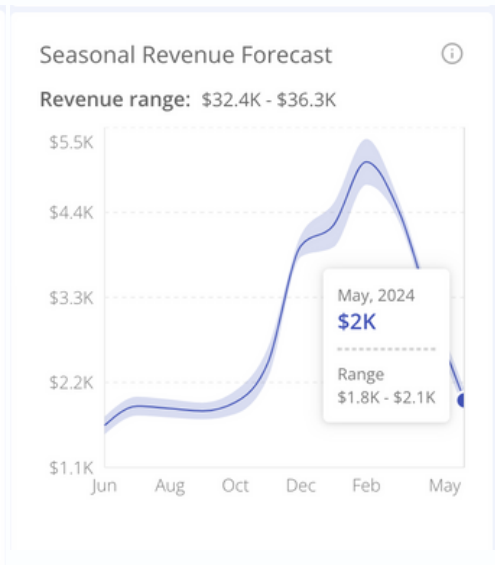 Seasonal Revenue Forecast
Revenue range: $32.4K - $36.3K
$5.5K
$4.4K
$3.3K
$2.2K
$1.1K
May, 2024
$2K
Range
$1.8K - $2.1K
Jun Aug Oct Dec Feb May